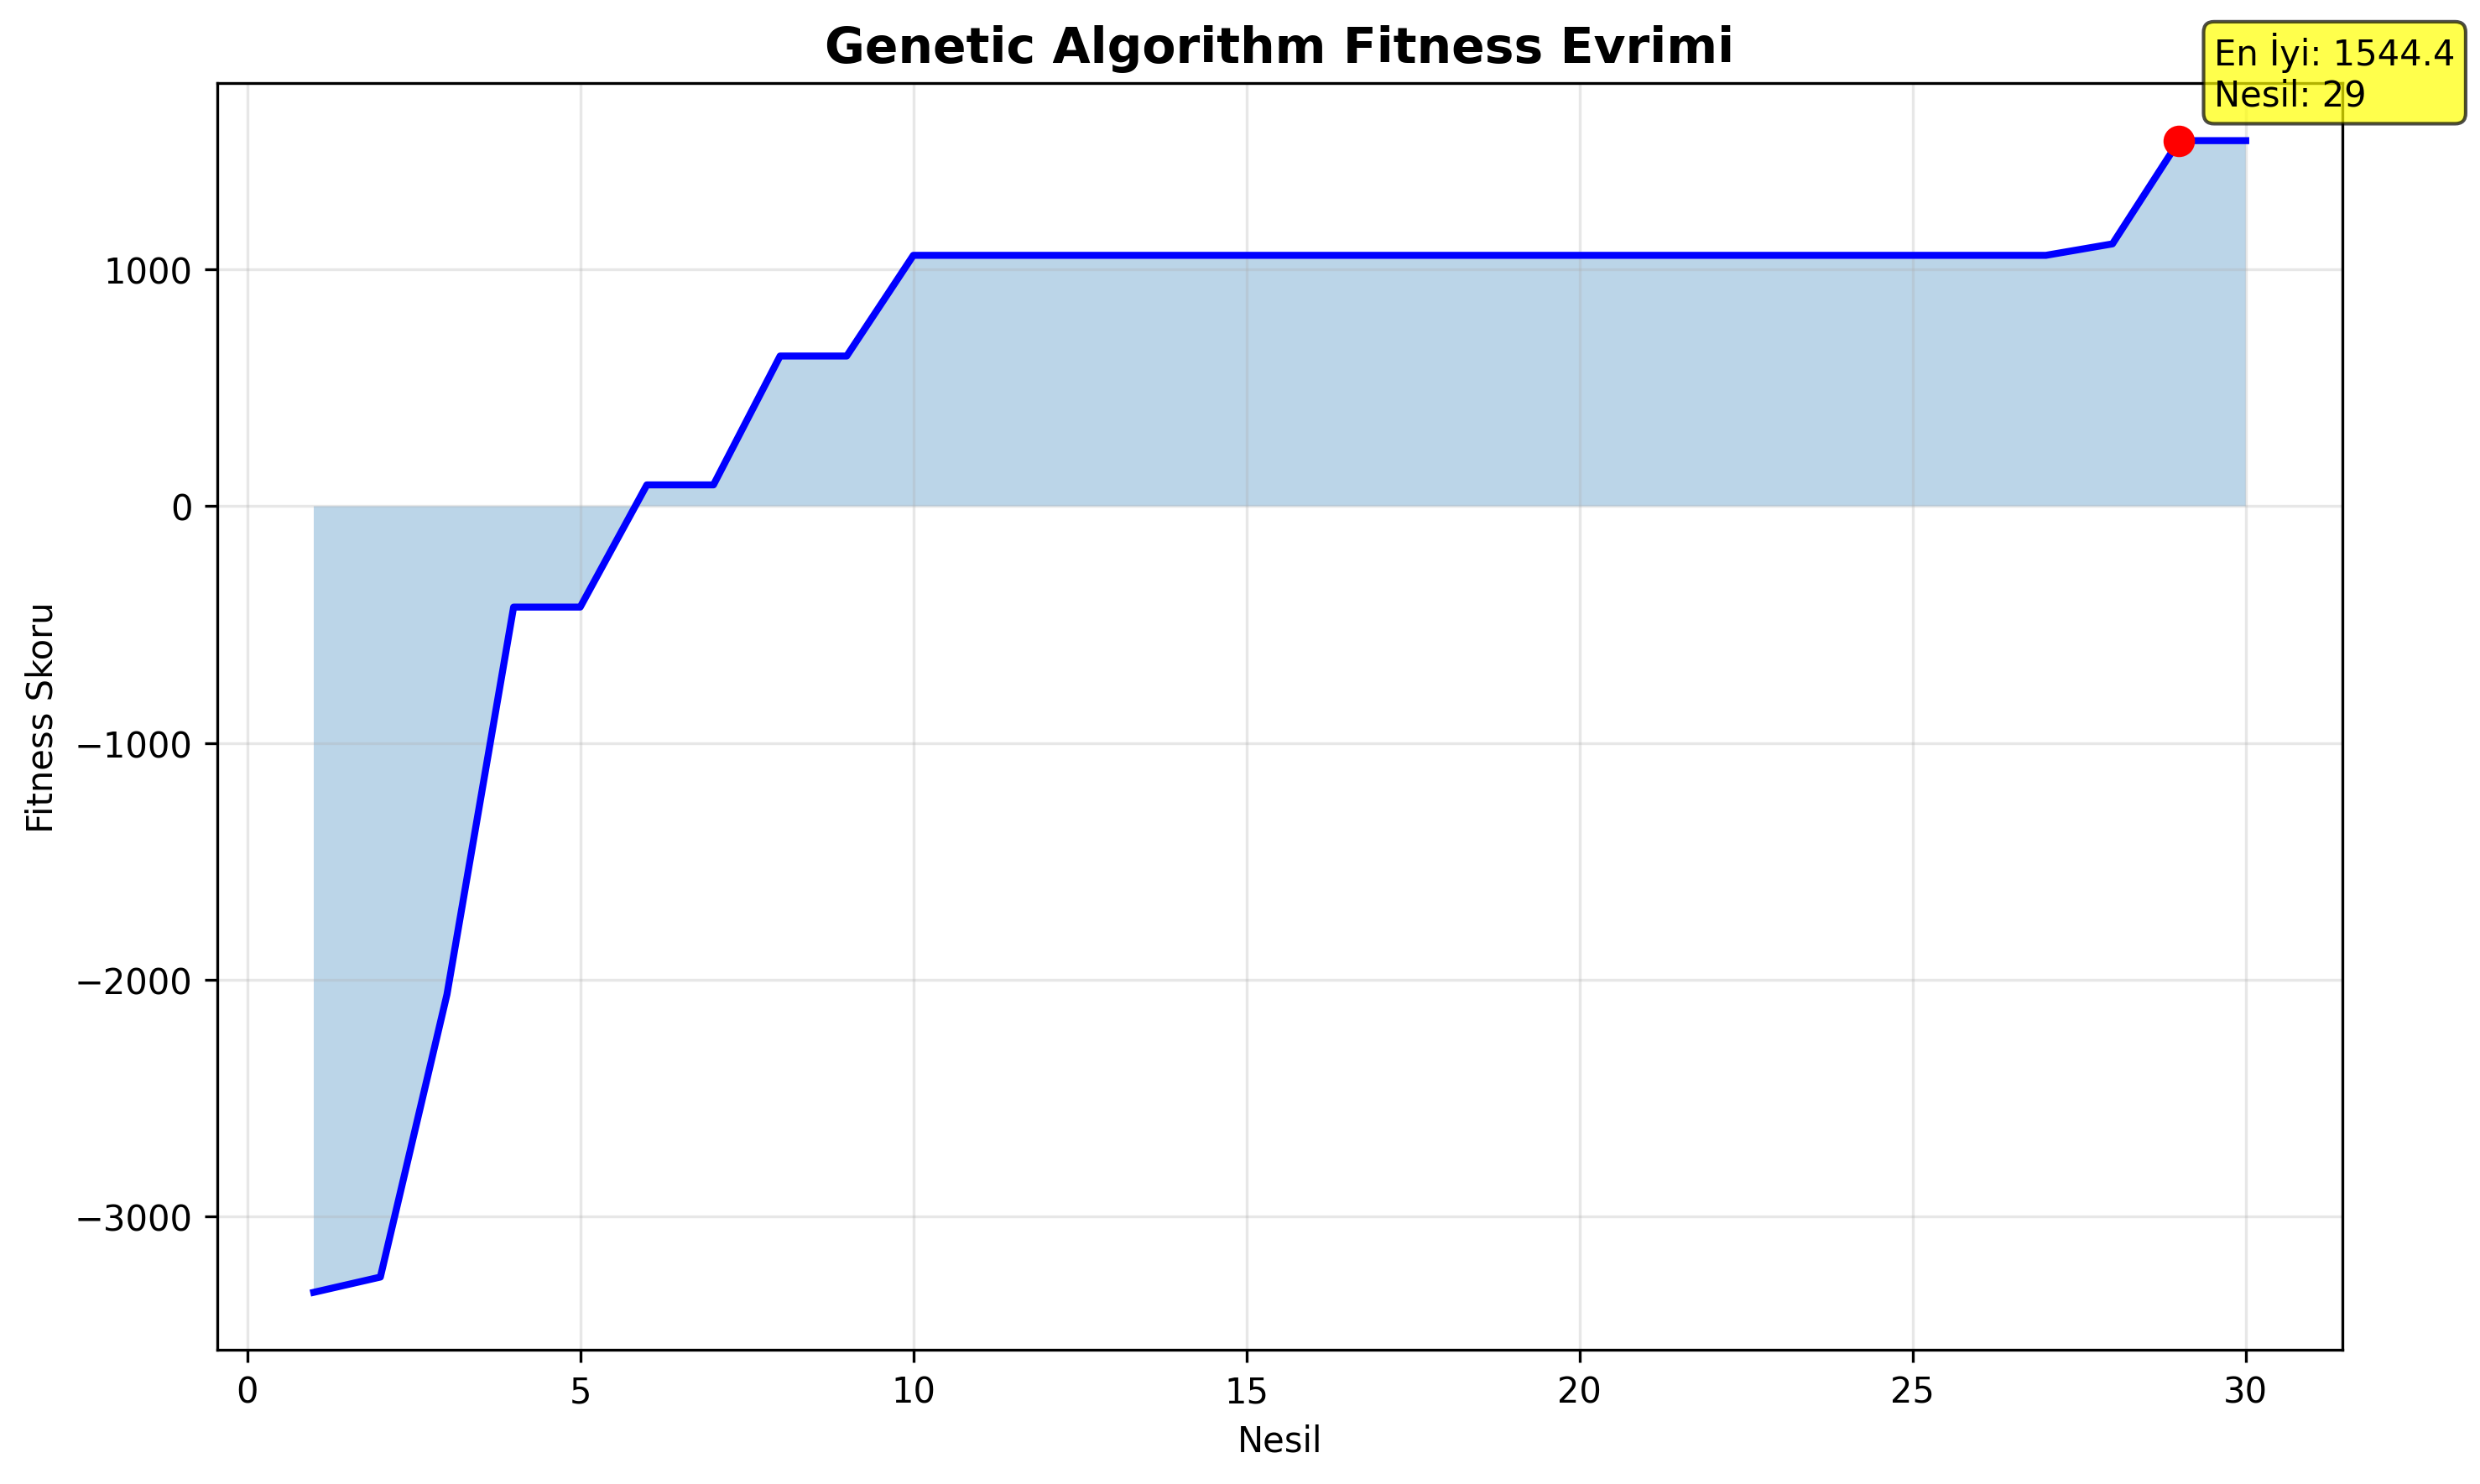 Genetic Algorithm Fitness Evrimi
En İyi: 1544.4
Nesil: 29
Fitness Skoru
1000
0
−1000
−2000
−3000
0
5
10
15
20
25
30
Nesil